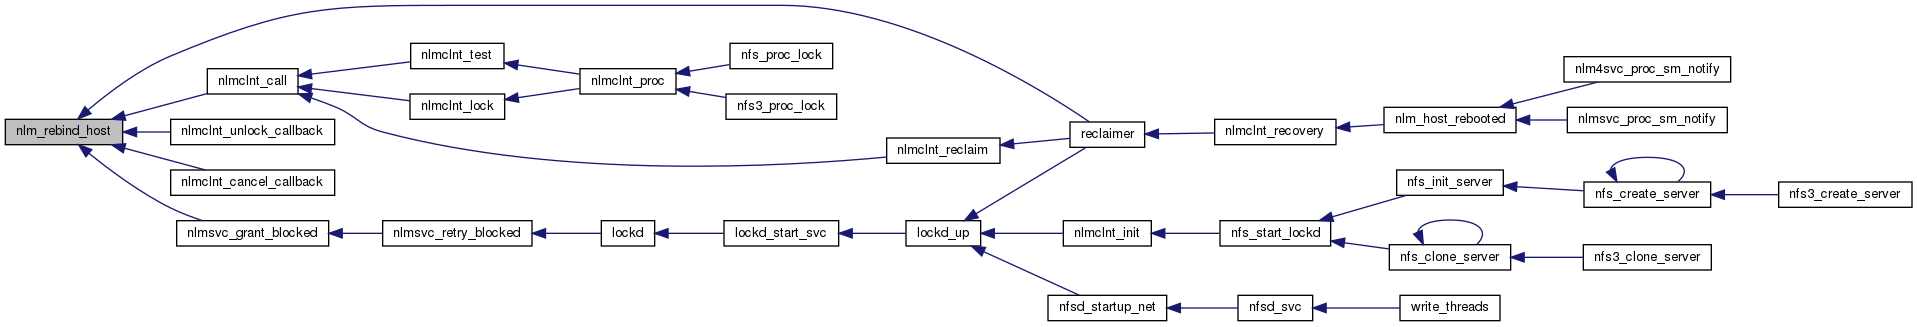 nlm_rebind_host
nlmclnt_call
nlmclnt_unlock_callback
nlmclnt_cancel_callback
nlmsvc_grant_blocked
nlmclnt_test
nlmclnt_lock
nlmsvc_retry_blocked
nlmclnt_proc
lockd
nfs_proc_lock
nfs3_proc_lock
lockd_start_svc
nlmclnt_reclaim
lockd_up
reclaimer
nlmclnt_init
nfsd_startup_net
nlmclnt_recovery
nfs_start_lockd
nfsd_svc
nlm_host_rebooted
nfs_init_server
nfs_clone_server
write_threads
nlm4svc_proc_sm_notify
nlmsvc_proc_sm_notify
nfs_create_server
nfs3_clone_server
nfs3_create_server